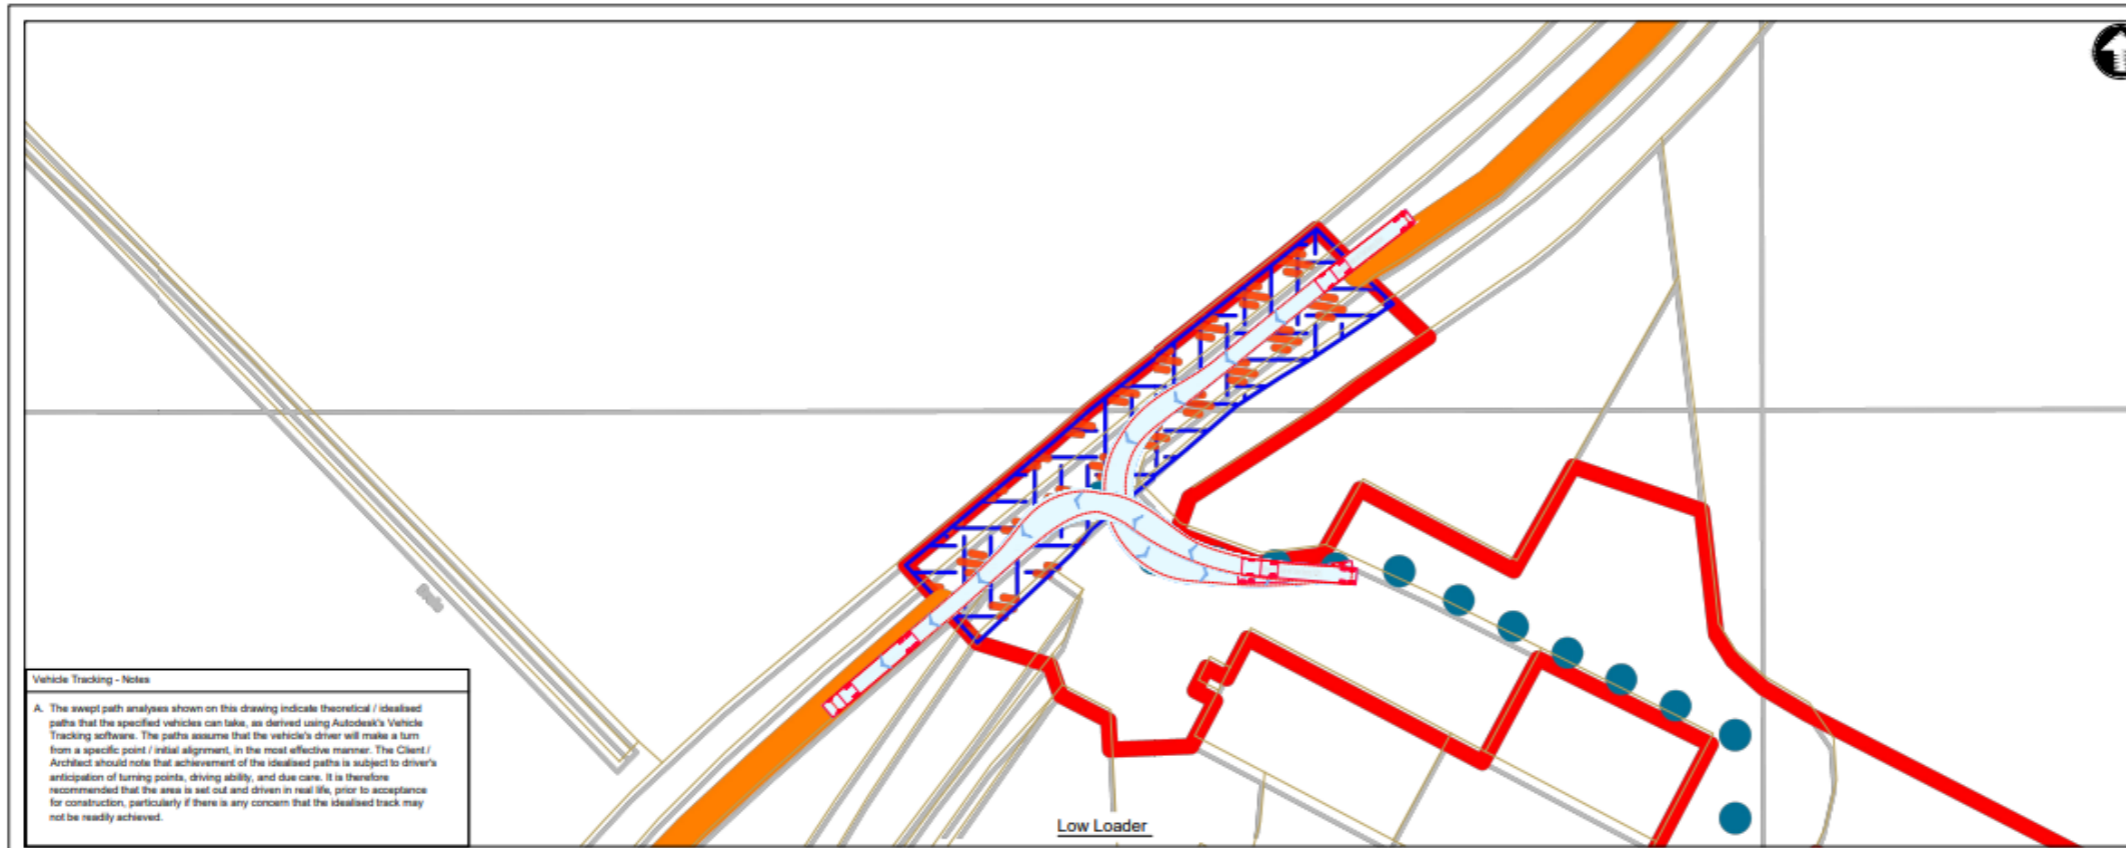 Vehicle Tracking - Notes
A. The swept path analyses shown on this drawing indicate theoretical / idealised
paths that the specified vehicles can take, as derived using Autodesk's Vehicle
Tracking software. The paths assume that the vehicle's driver will make a turn
from a specific point / initial alignment, in the most effective manner. The Client /
Architect should note that achievement of the idealised paths is subject to driver's
anticipation of turning points, driving ability, and due care. It is therefore
recommended that the area is set out and driven in real life, prior to acceptance
for construction, particularly if there is any concern that the idealised track may
not be readily achieved.
Low Loader